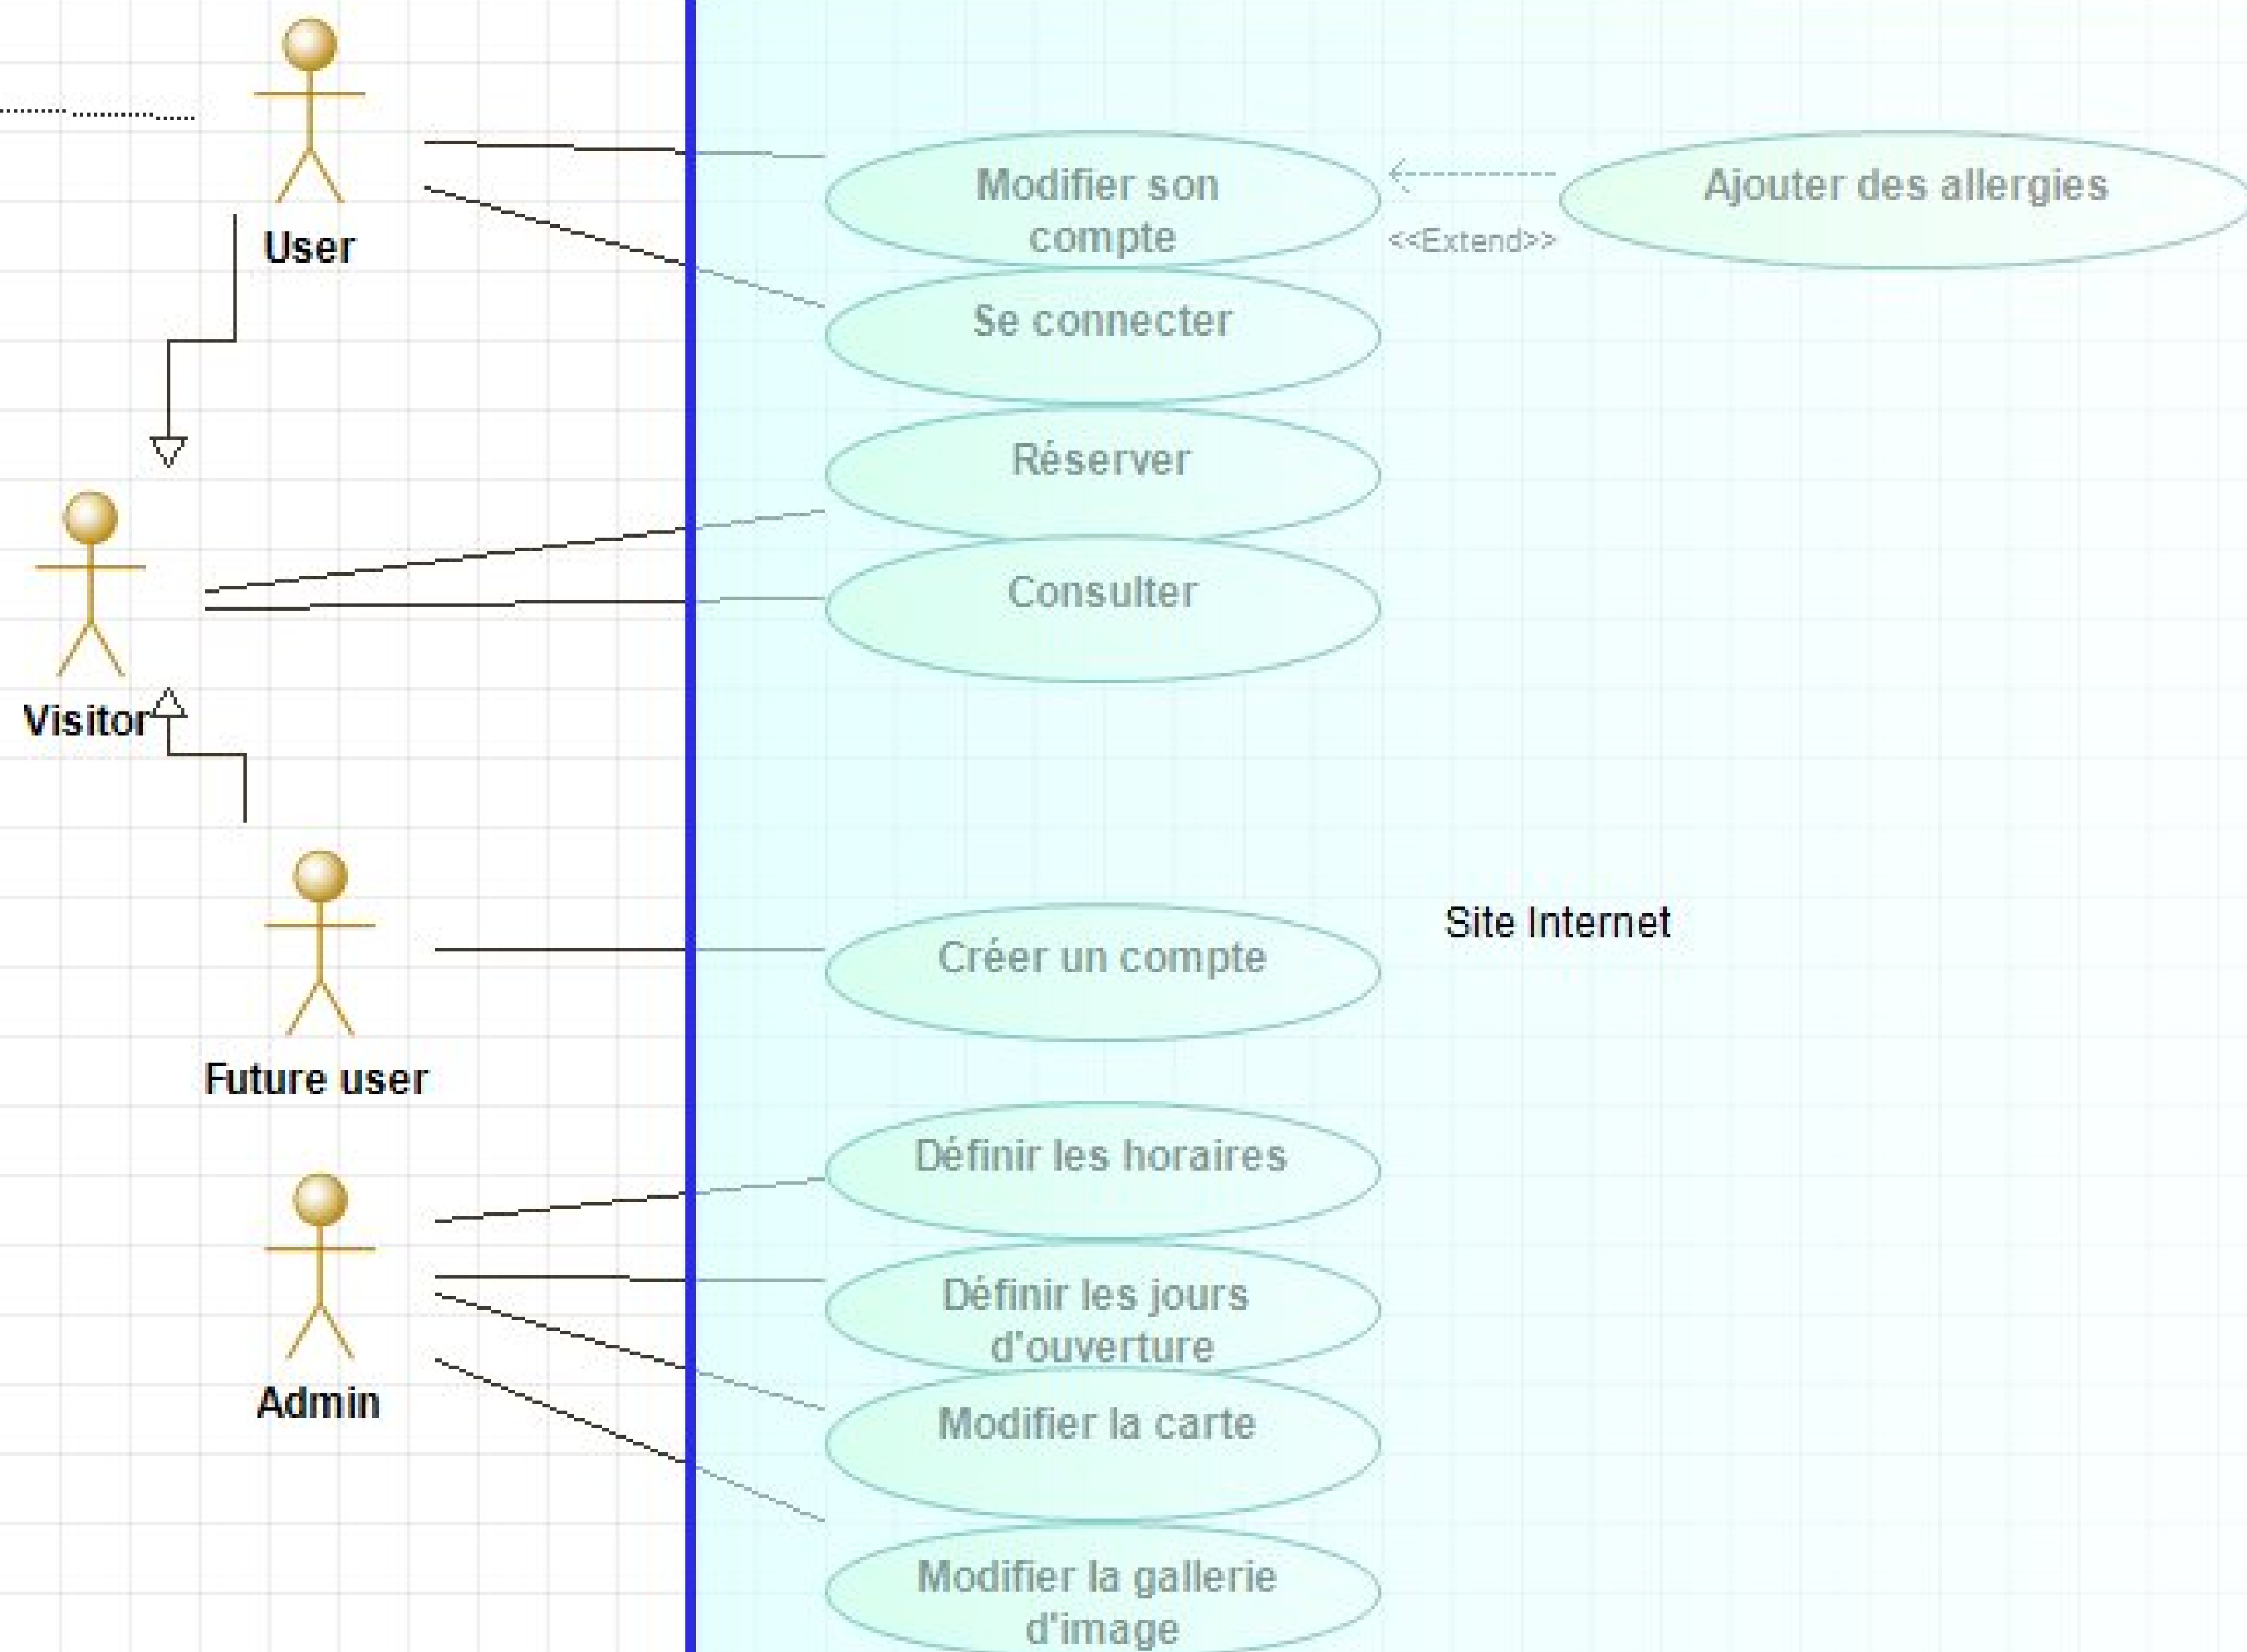 User
Modifier son
compte
<<Extend>>
Ajouter des allergies
Se connecter
Réserver
Consulter
Visitor
Créer un compte
Site Internet
Future user
Définir les horaires
Définir les jours
d'ouverture
Admin
Modifier la carte
Modifier la gallerie
d'image